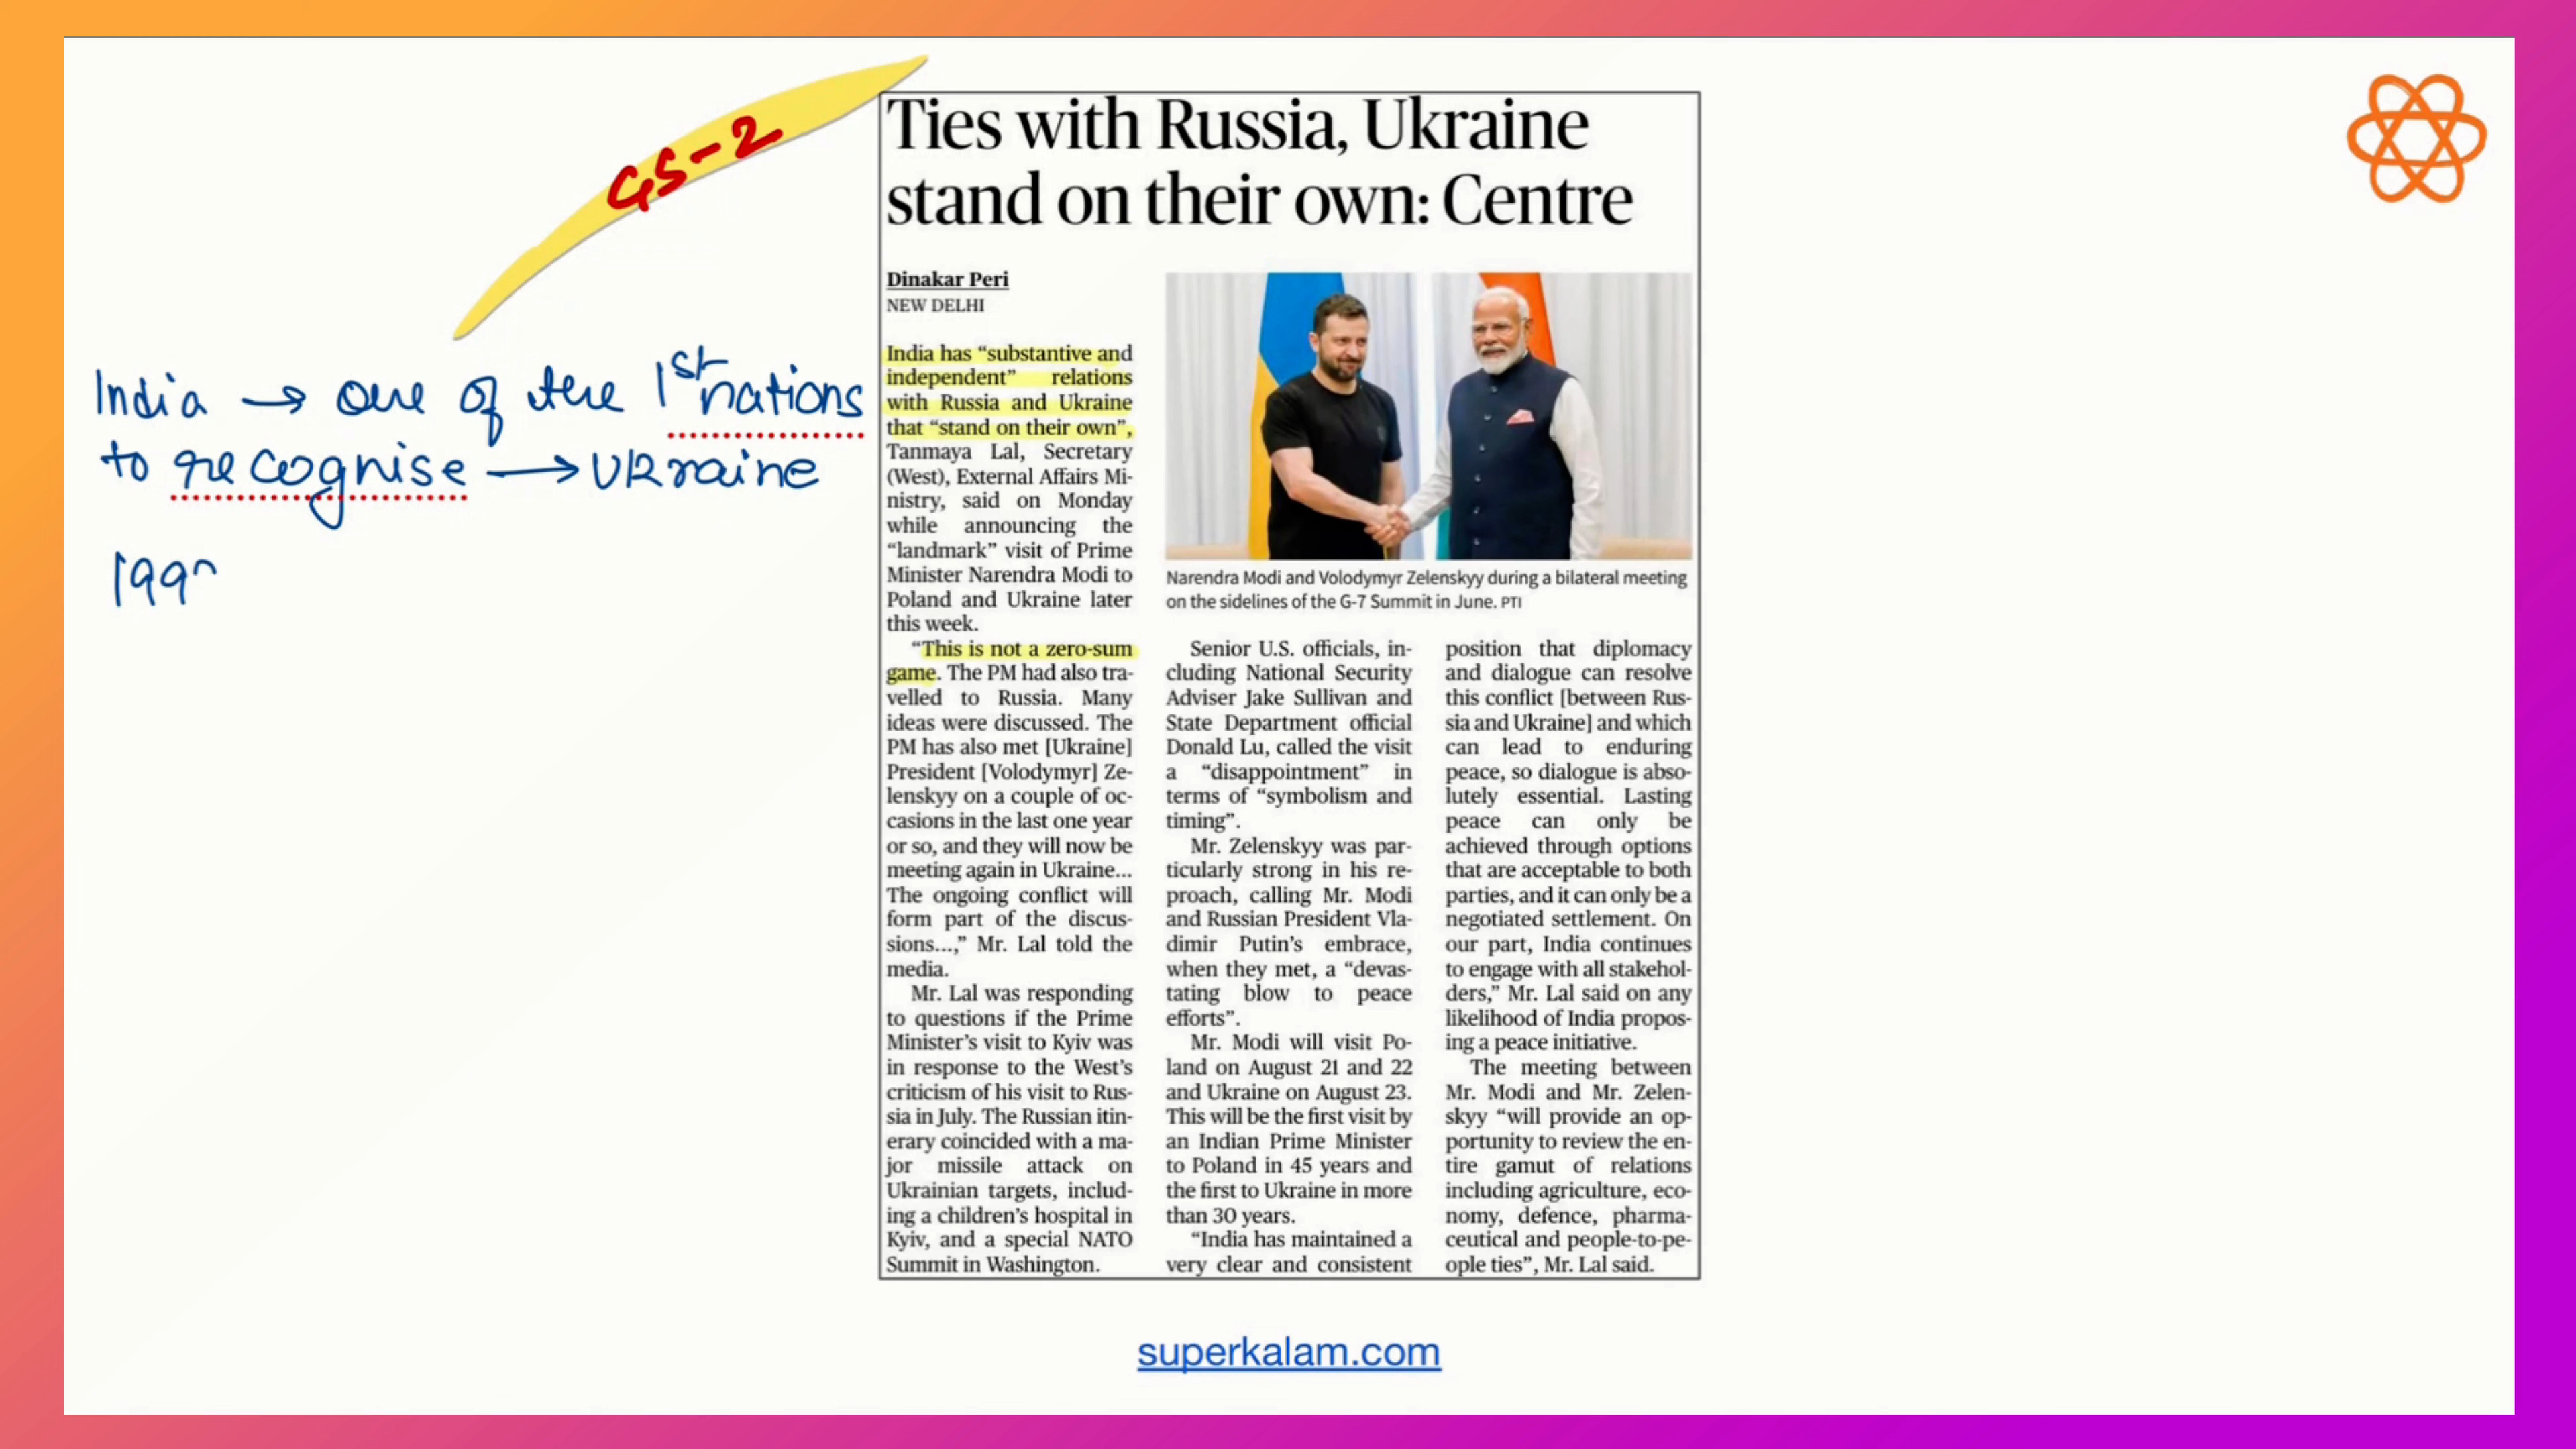 GS-2
India → one of the 1st nations
to recognise → Ukraine
Ties with Russia, Ukraine
stand on their own: Centre
Dinakar Peri
NEW DELHI
India has “substantive and
independent” relations
with Russia and Ukraine
that “stand on their own”,
Tanmaya Lal, Secretary
(West), External Affairs Mi-
nistry, said on Monday
while announcing the
“landmark” visit of Prime
Minister Narendra Modi to
Poland and Ukraine later
this week.
“This is not a zero-sum
game. The PM had also tra-
velled to Russia. Many
ideas were discussed. The
PM has also met [Ukraine]
President [Volodymyr] Ze-
lenskyy on a couple of oc-
casions in the last one year
or so, and they will now be
meeting again in Ukraine...
The ongoing conflict will
form part of the discus-
sions...,” Mr. Lal told the
media.
Mr. Lal was responding
to questions if the Prime
Minister’s visit to Kyiv was
in response to the West’s
criticism of his visit to Rus-
sia in July. The Russian itin-
erary coincided with a ma-
jor missile attack on
Ukrainian targets, includ-
ing a children’s hospital in
Kyiv, and a special NATO
Summit in Washington.
Narendra Modi and Volodymyr Zelenskyy during a bilateral meeting
on the sidelines of the G-7 Summit in June. PTI
Senior U.S. officials, in-
cluding National Security
Adviser Jake Sullivan and
State Department official
Donald Lu, called the visit
a “disappointment” in
terms of “symbolism and
timing”.
Mr. Zelenskyy was par-
ticularly strong in his re-
proach, calling Mr. Modi
and Russian President Vla-
dimir Putin’s embrace,
when they met, a “devas-
tating blow to peace
efforts”.
Mr. Modi will visit Po-
land on August 21 and 22
and Ukraine on August 23.
This will be the first visit by
an Indian Prime Minister
to Poland in 45 years and
the first to Ukraine in more
than 30 years.
“India has maintained a
very clear and consistent
position that diplomacy
and dialogue can resolve
this conflict [between Rus-
sia and Ukraine] and which
can lead to enduring
peace, so dialogue is abso-
lutely essential. Lasting
peace can only be
achieved through options
that are acceptable to both
parties, and it can only be a
negotiated settlement. On
our part, India continues
to engage with all stakehol-
ders,” Mr. Lal said on any
likelihood of India propos-
ing a peace initiative.
The meeting between
Mr. Modi and Mr. Zelen-
skyy “will provide an op-
portunity to review the en-
tire gamut of relations
including agriculture, eco-
nomy, defence, pharma-
ceutical and people-to-pe-
ople ties”, Mr. Lal said.
superkalam.com